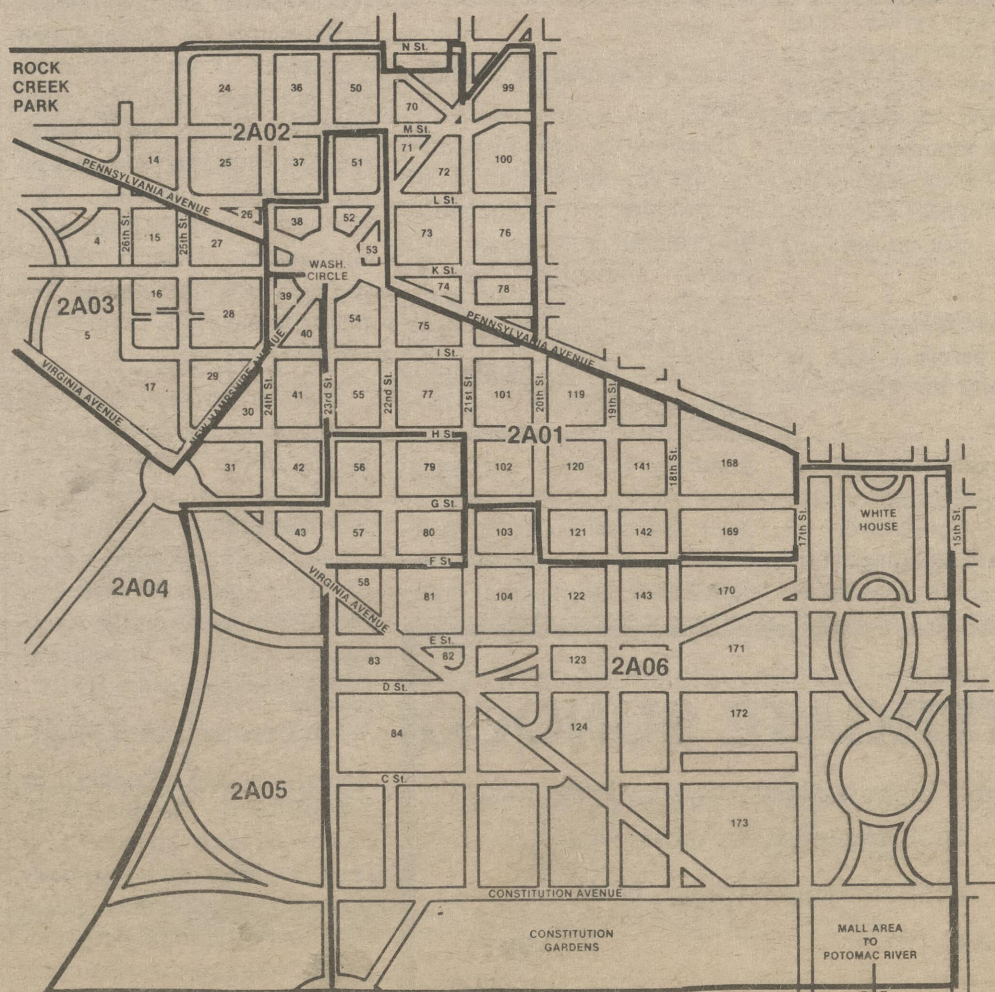 N St.
ROCK
CREEK
PARK
24
36
50
99
70
2A02
M St.
14
25
37
51
71
72
100
PENNSYLVANIA AVENUE
L St.
26
38
52
4
26th St.
15
25th St.
27
53
73
76
WASH.
CIRCLE
K St.
16
39
74
78
2A03
28
54
75
5
40
PENNSYLVANIA AVENUE
I St.
VIRGINIA AVENUE
17
29
NEW HAMPSHIRE AVENUE
24th St.
41
23rd St.
55
22nd St.
77
21st St.
101
20th St.
119
19th St.
30
H St.
2A01
31
42
56
79
102
120
141
18th St.
168
G St.
43
57
80
103
121
142
169
17th St.
WHITE
HOUSE
15th St.
F St.
2A04
58
VIRGINIA AVENUE
81
104
122
143
170
E St.
83
82
123
2A06
171
D St.
84
124
172
2A05
C St.
173
CONSTITUTION AVENUE
CONSTITUTION
GARDENS
MALL AREA
TO
POTOMAC RIVER